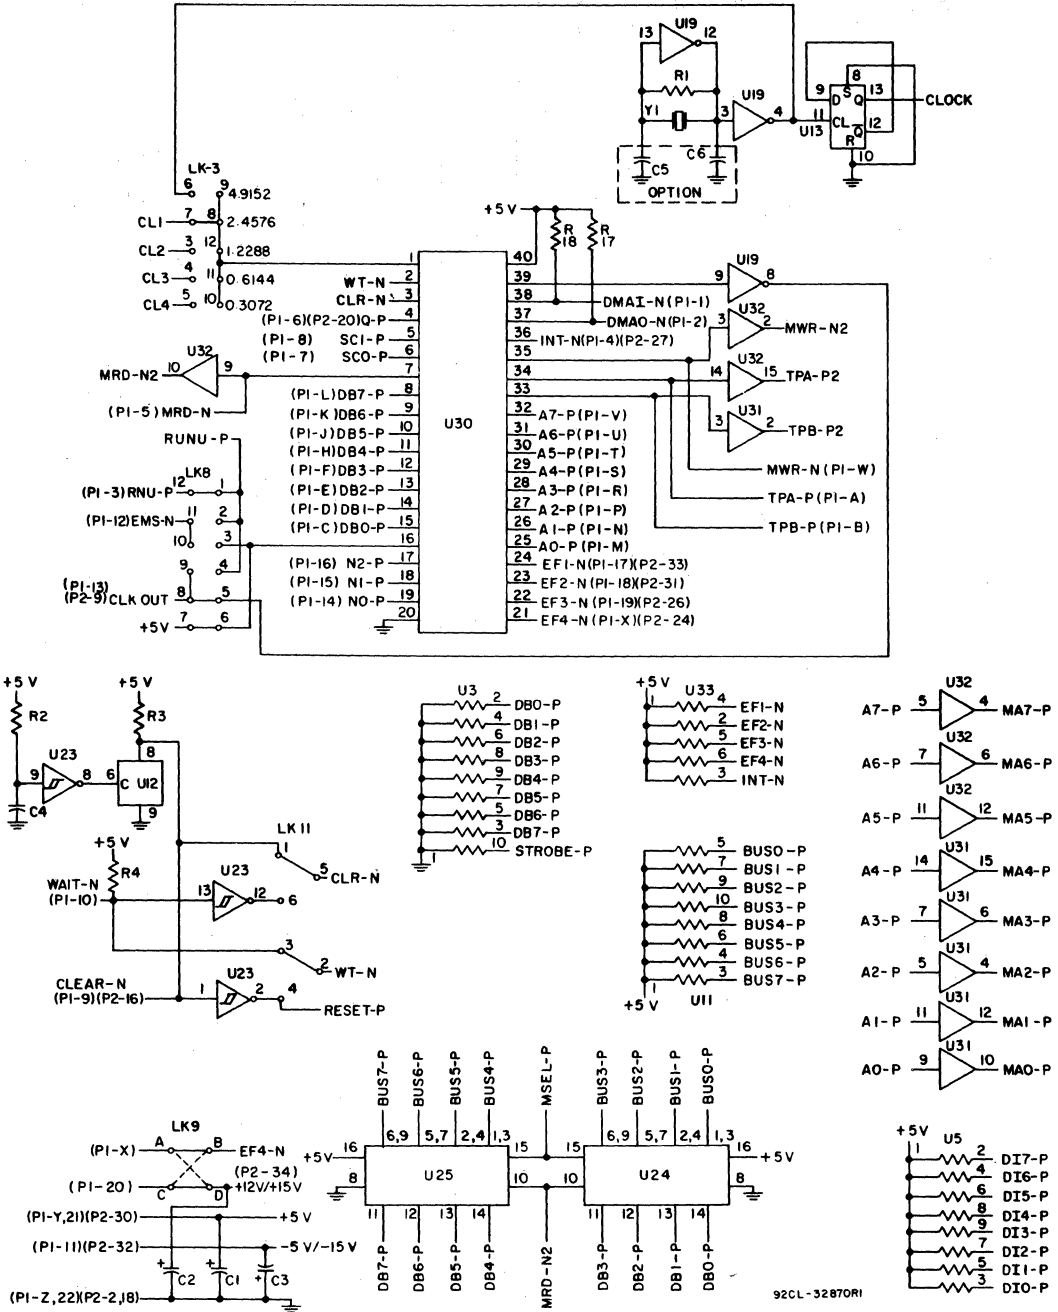 U19
13 12
R1
U19
Y1
3 4
C5 C6
OPTION
8
S
9 D Q 13 CLOCK
11 CL Q 12
U13
R
10
LK-3
6 9 4.9152
CL1 7 8 2.4576
CL2 3 12 1.2288
CL3 4 11 0.6144
CL4 5 10 0.3072
+5V
R 18
R 17
U30
1
WT-N 2
CLR-N 3
(P1-6)(P2-20)Q-P 4
(P1-8) SC1-P 5
(P1-7) SC0-P 6
7
(P1-L)DB7-P 8
(P1-K)DB6-P 9
(P1-J)DB5-P 10
(P1-H)DB4-P 11
(P1-F)DB3-P 12
(P1-E)DB2-P 13
(P1-D)DB1-P 14
(P1-C)DB0-P 15
16
(P1-16) N2-P 17
(P1-15) N1-P 18
(P1-14) N0-P 19
20
40
39
38 DMAI-N(P1-1)
37 DMAO-N(P1-2)
36 INT-N(P1-4)(P2-27)
35
34
33
32 A7-P(P1-V)
31 A6-P(P1-U)
30 A5-P(P1-T)
29 A4-P(P1-S)
28 A3-P(P1-R)
27 A2-P(P1-P)
26 A1-P(P1-N)
25 A0-P(P1-M)
24 EF1-N(P1-17)(P2-33)
23 EF2-N(P1-18)(P2-31)
22 EF3-N(P1-19)(P2-26)
21 EF4-N(P1-X)(P2-24)
U19
9 8
U32
3 2 MWR-N2
U32
14 15 TPA-P2
U31
3 2 TPB-P2
MWR-N(P1-W)
TPA-P(P1-A)
TPB-P(P1-B)
U32
MRD-N2 10 9
(P1-5)MRD-N
RUNU-P
LK8
(P1-3)RNU-P 12 1
(P1-12)EMS-N 11 2
10 3
9 4
(P1-13)
(P2-9)CLK OUT 8 5
+5V 7 6
+5V
R2
U23
9 8
C4
+5V
R3
8
6 C U12
9
+5V
R4
WAIT-N
(P1-10)
U23
13 12
LK11
1
5 CLR-N
6
3
2 WT-N
CLEAR-N
(P1-9)(P2-16)
U23
1 2
4
RESET-P
U3
2 DB0-P
4 DB1-P
6 DB2-P
8 DB3-P
9 DB4-P
7 DB5-P
5 DB6-P
3 DB7-P
10 STROBE-P
1
+5V
1
U33
4 EF1-N
2 EF2-N
5 EF3-N
6 EF4-N
3 INT-N
5 BUS0-P
7 BUS1-P
9 BUS2-P
10 BUS3-P
8 BUS4-P
6 BUS5-P
4 BUS6-P
3 BUS7-P
1
+5V
U11
U32
A7-P 5 4 MA7-P
U32
A6-P 7 6 MA6-P
U32
A5-P 11 12 MA5-P
U31
A4-P 14 15 MA4-P
U31
A3-P 7 6 MA3-P
U31
A2-P 5 4 MA2-P
U31
A1-P 11 12 MA1-P
U31
A0-P 9 10 MA0-P
LK9
(P1-X) A B EF4-N
(P2-34)
(P1-20) C D +12V/+15V
(P1-Y,21)(P2-30) +5V
(P1-11)(P2-32) -5V/-15V
+ C2
+ C1
+ C3
(P1-Z,22)(P2-2,18)
BUS7-P BUS6-P BUS5-P BUS4-P MSEL-P BUS3-P BUS2-P BUS1-P BUS0-P
6,9 5,7 2,4 1,3
6,9 5,7 2,4 1,3
+5V 16 15 15 16 +5V
U25
U24
8 10 10 8
11 12 13 14
11 12 13 14
DB7-P DB6-P DB5-P DB4-P MRD-N2 DB3-P DB2-P DB1-P DB0-P
+5V
1
U5
2 DI7-P
4 DI6-P
6 DI5-P
8 DI4-P
9 DI3-P
7 DI2-P
5 DI1-P
3 DI0-P
92CL-32870R1